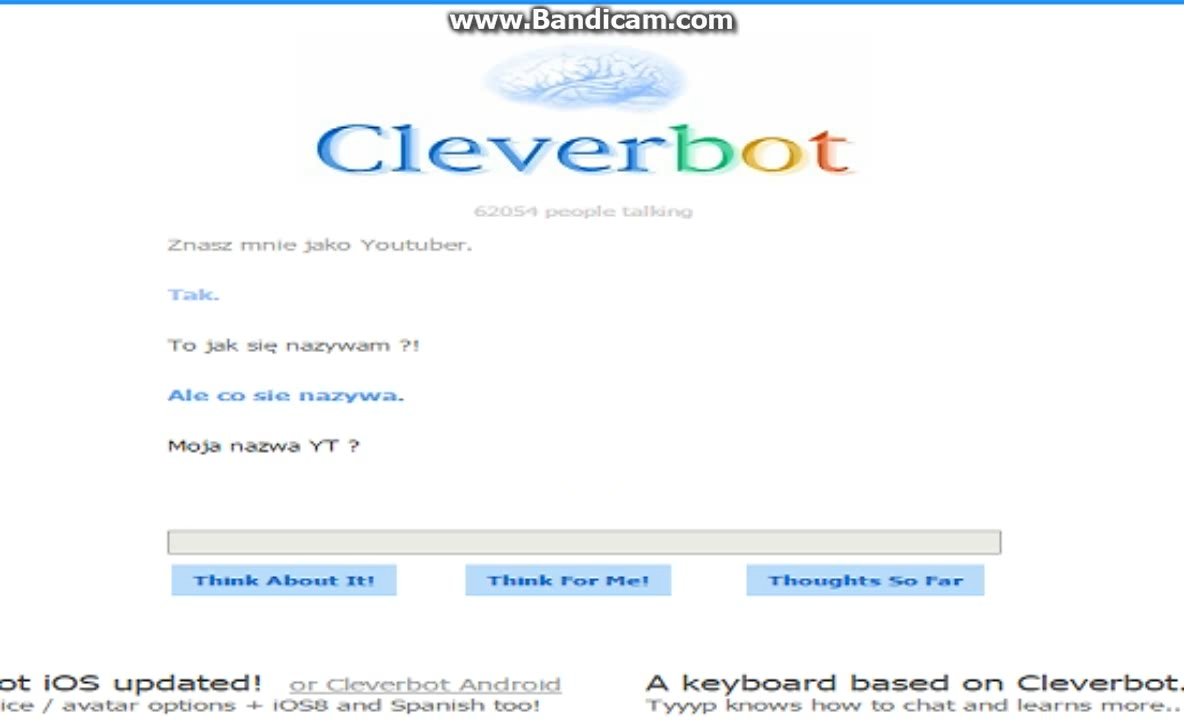 www.Bandicam.com
Cleverbot
62054 people talking
Znasz mnie jako Youtuber.
Tak.
To jak się nazywam ?!
Ale co sie nazywa.
Moja nazwa YT ?
Think About It!
Think For Me!
Thoughts So Far
ot iOS updated! or Cleverbot Android
ice / avatar options + iOS8 and Spanish too!
A keyboard based on Cleverbot.
Tyyyp knows how to chat and learns more..